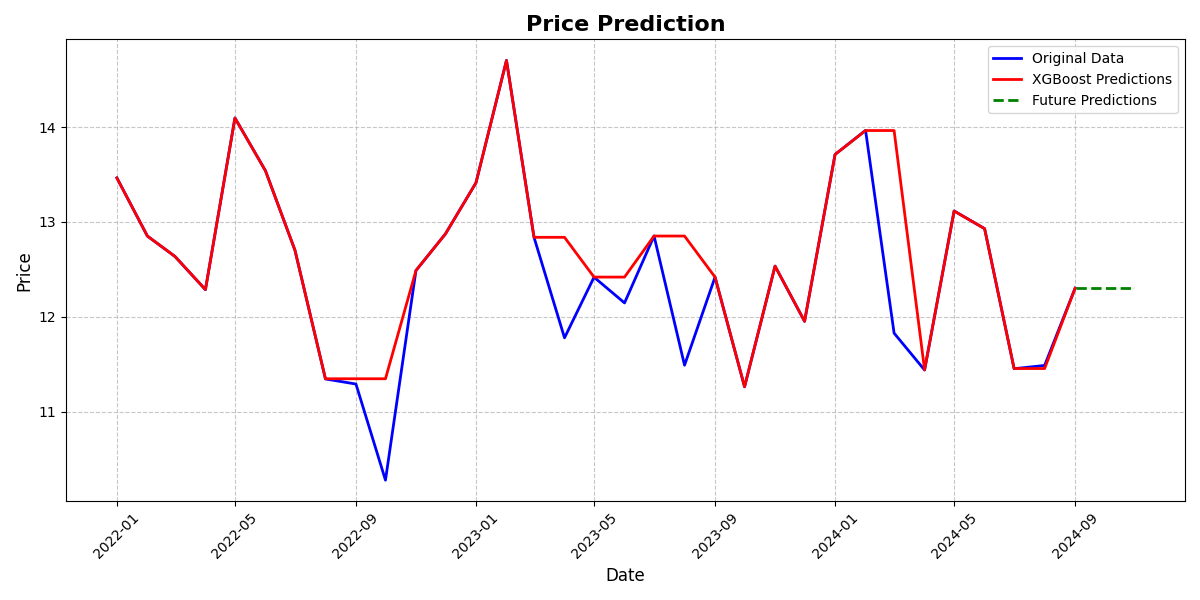 Price Prediction
Original Data
XGBoost Predictions
Future Predictions
Price
14
13
12
11
2022-01
2022-05
2022-09
2023-01
2023-05
2023-09
2024-01
2024-05
2024-09
Date